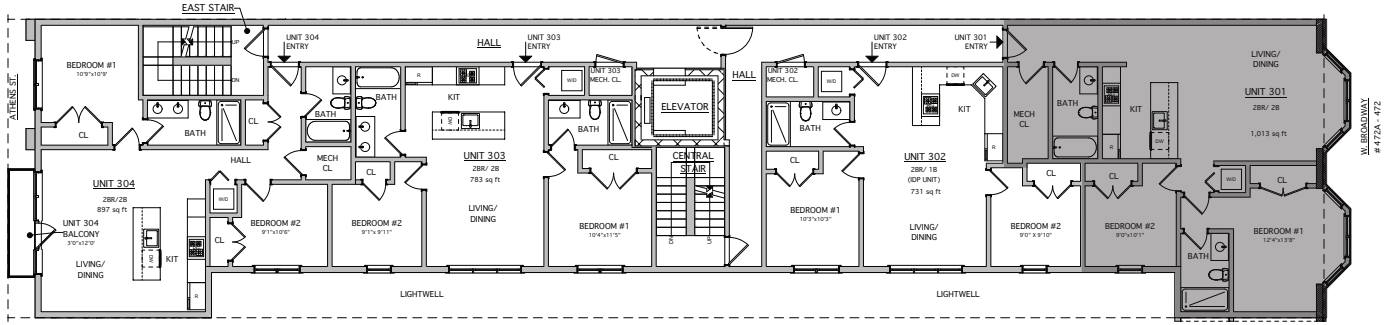 EAST STAIR
ATHENS ST.
BEDROOM #1
10'9"x10'9"
CL
UP
DN
BATH
CL
HALL
UNIT 304
ENTRY
HALL
BATH
MECH
CL
UNIT 304
2BR/2B
897 sq ft
UNIT 304
BALCONY
3'0"x12'0"
LIVING/
DINING
KIT
W/D
CL
R
DW
BEDROOM #2
9'1"x10'6"
BATH
CL
BEDROOM #2
9'1"x 9'11"
R
KIT
DW
UNIT 303
ENTRY
UNIT 303
2BR/ 2B
783 sq ft
LIVING/
DINING
W/D
UNIT 303
MECH. CL.
BATH
CL
BEDROOM #1
10'4"x11'5"
ELEVATOR
CENTRAL
STAIR
DN
UP
HALL
UNIT 302
MECH. CL.
W/D
BATH
CL
BEDROOM #1
10'3"x10'3"
UNIT 302
ENTRY
DW
KIT
R
UNIT 302
2BR/ 1B
(IDP UNIT)
731 sq ft
LIVING/
DINING
CL
BEDROOM #2
9'0" X 9'10"
UNIT 301
ENTRY
MECH
CL
BATH
KIT
R
DW
LIVING/
DINING
UNIT 301
2BR/ 2B
1,013 sq ft
CL
BEDROOM #2
9'0"x10'1"
W/D
CL
BATH
BEDROOM #1
12'4"x13'8"
LIGHTWELL
LIGHTWELL
W. BROADWAY
# 472A - 472